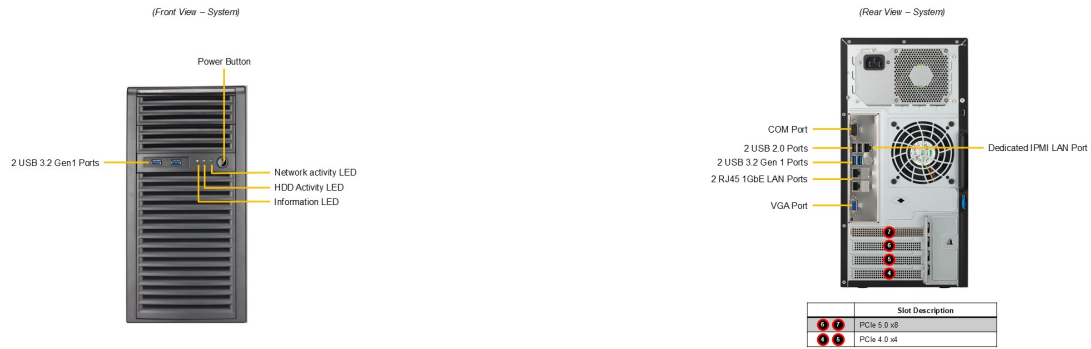 (Front View – System)
Power Button
2 USB 3.2 Gen1 Ports
Network activity LED
HDD Activity LED
Information LED
(Rear View – System)
COM Port
2 USB 2.0 Ports
Dedicated IPMI LAN Port
2 USB 3.2 Gen 1 Ports
2 RJ45 1GbE LAN Ports
VGA Port
7
6
5
4
Slot Description
6 7 PCIe 5.0 x8
4 5 PCIe 4.0 x4